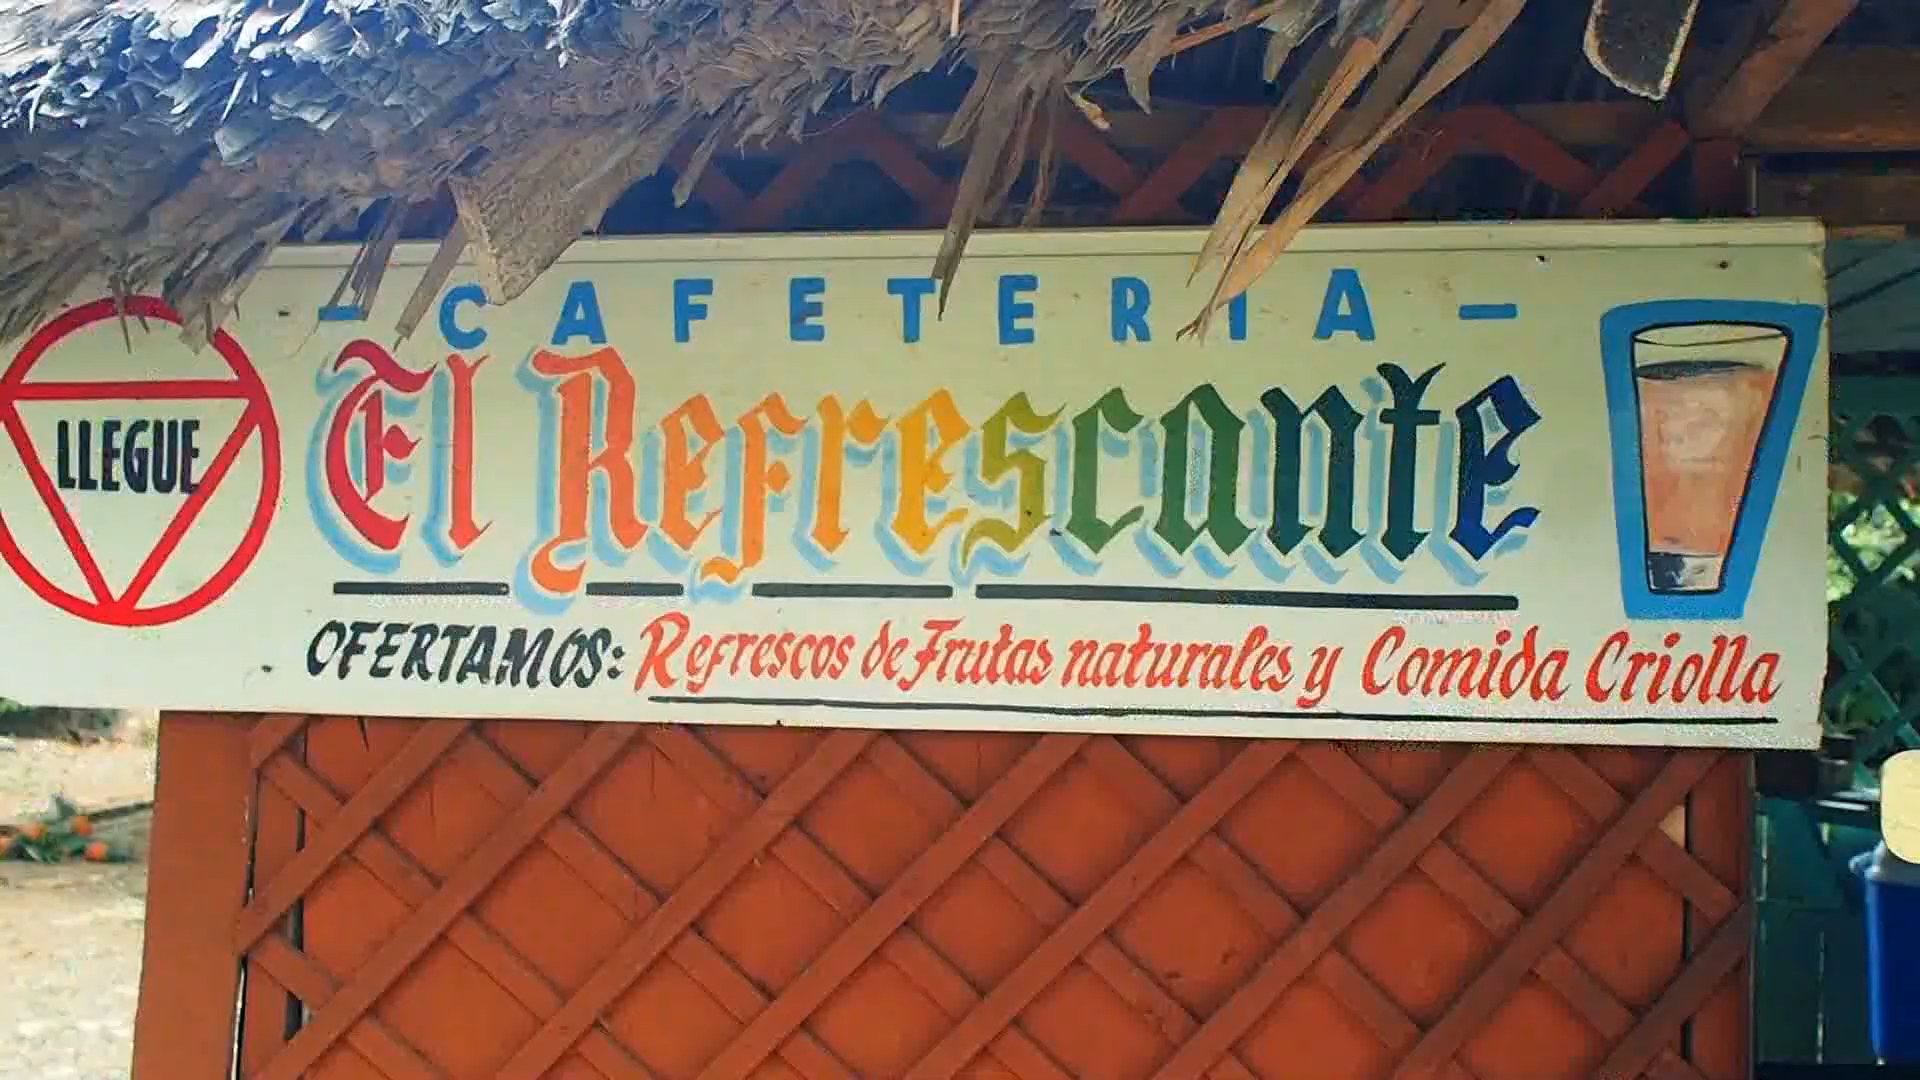 - CAFETERIA -
LLEGUE
El Refrescante
OFERTAMOS: Refrescos de Frutas naturales y Comida Criolla